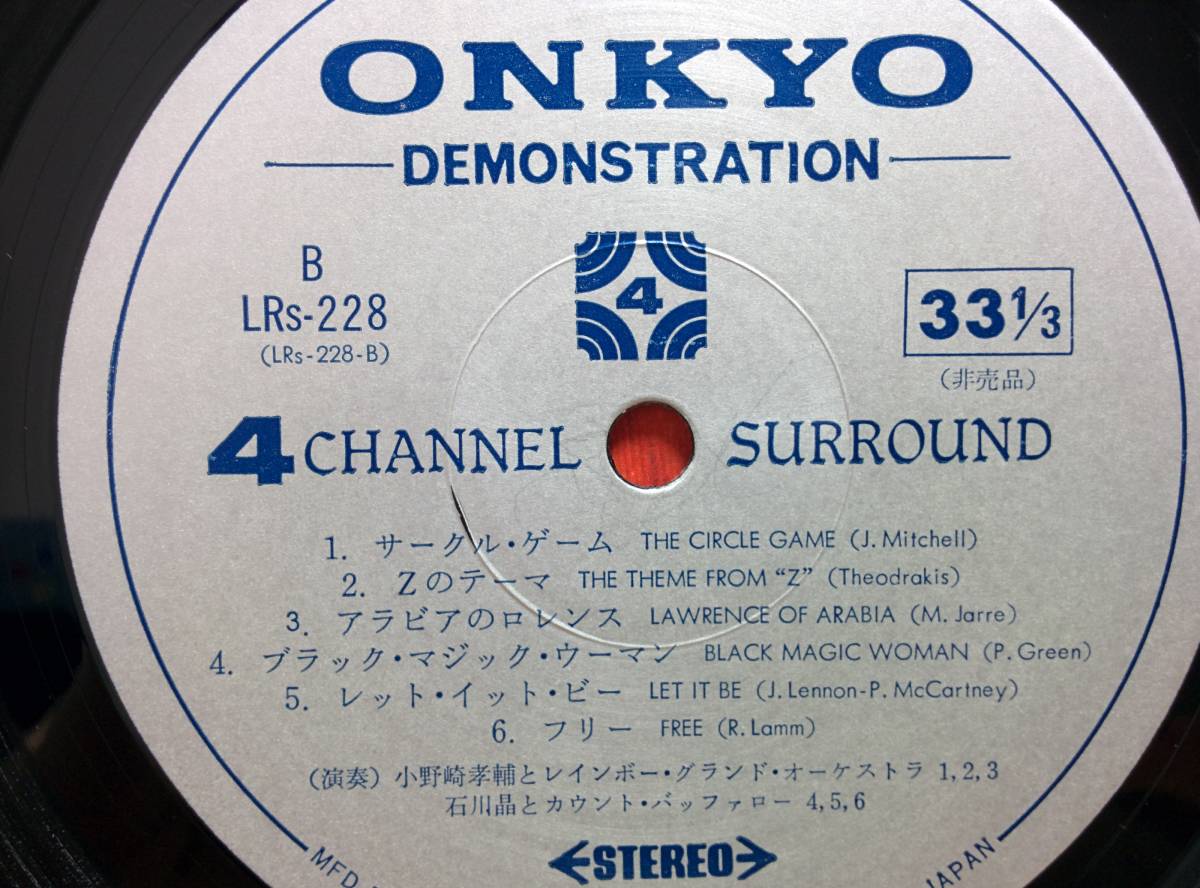 ONKYO
DEMONSTRATION
4
B
LRs-228
(LRs-228-B)
33 1/3
(非売品)
4 CHANNEL SURROUND
1. サークル・ゲーム THE CIRCLE GAME (J. Mitchell)
2. Zのテーマ THE THEME FROM “Z” (Theodrakis)
3. アラビアのロレンス LAWRENCE OF ARABIA (M. Jarre)
4. ブラック・マジック・ウーマン BLACK MAGIC WOMAN (P. Green)
5. レット・イット・ビー LET IT BE (J. Lennon-P. McCartney)
6. フリー FREE (R. Lamm)
(演奏) 小野崎孝輔とレインボー・グランド・オーケストラ 1,2,3
石川晶とカウント・バッファロー 4,5,6
STEREO
MFD
JAPAN